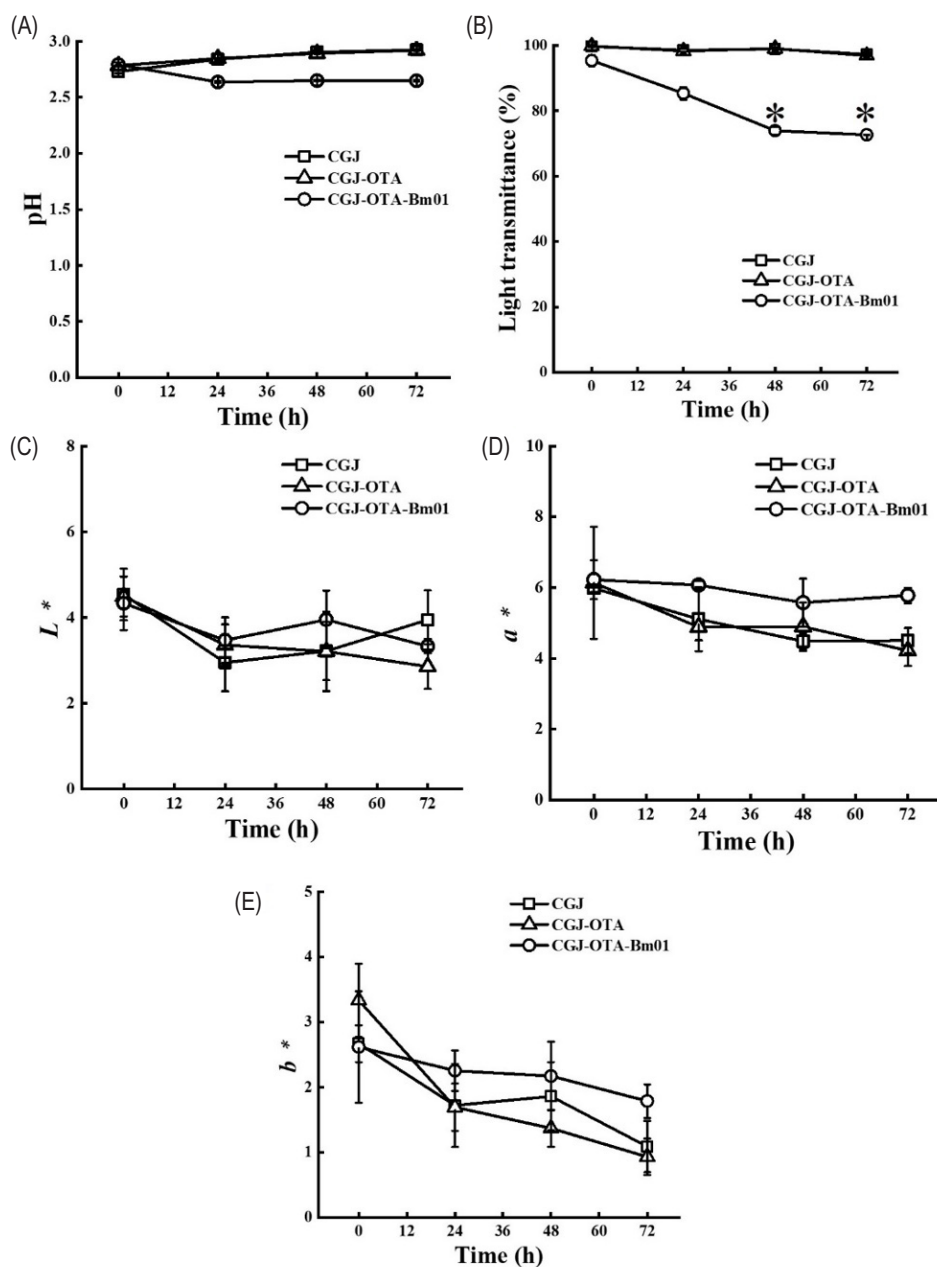 (A)
3.0
2.5
2.0
1.5
1.0
0.5
0.0
pH
CGJ
CGJ-OTA
CGJ-OTA-Bm01
0 12 24 36 48 60 72
Time (h)
(B)
100
80
60
40
20
0
Light transmittance (%)
* *
CGJ
CGJ-OTA
CGJ-OTA-Bm01
0 12 24 36 48 60 72
Time (h)
(C)
8
6
4
2
0
L *
CGJ
CGJ-OTA
CGJ-OTA-Bm01
0 12 24 36 48 60 72
Time (h)
(D)
10
8
6
4
2
0
a *
CGJ
CGJ-OTA
CGJ-OTA-Bm01
0 12 24 36 48 60 72
Time (h)
(E)
5
4
3
2
1
0
b *
CGJ
CGJ-OTA
CGJ-OTA-Bm01
0 12 24 36 48 60 72
Time (h)